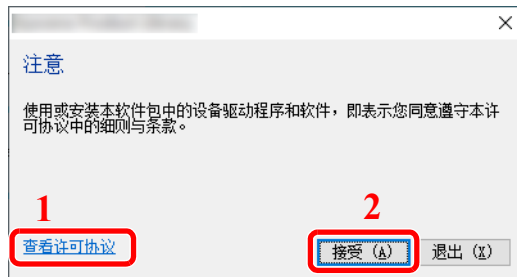 注意
使用或安装本软件包中的设备驱动程序和软件，即表示您同意遵守本许
可协议中的细则与条款。
1
2
查看许可协议
接受 (A)
退出 (X)